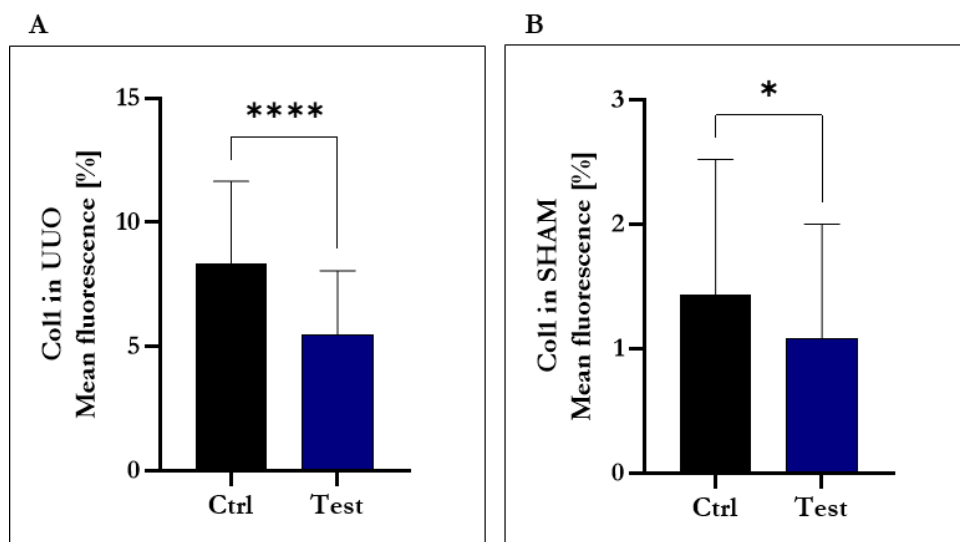 A
Col1 in UUO
Mean fluorescence [%]
15
10
5
0
****
Ctrl
Test
B
Col1 in SHAM
Mean fluorescence [%]
3
2
1
0
*
Ctrl
Test